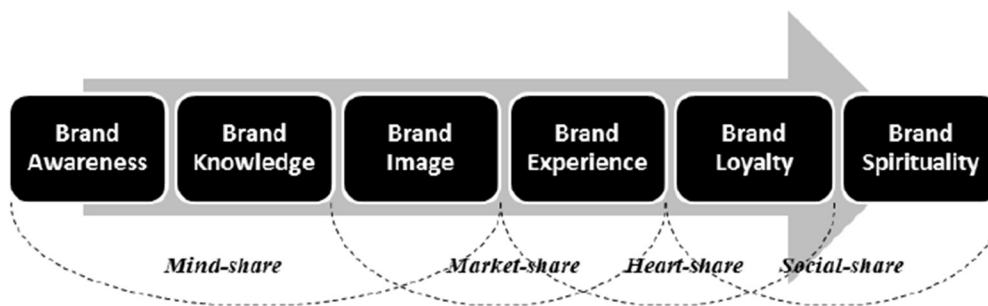 Brand
Awareness
Brand
Knowledge
Brand
Image
Brand
Experience
Brand
Loyalty
Brand
Spirituality
Mind-share
Market-share
Heart-share
Social-share